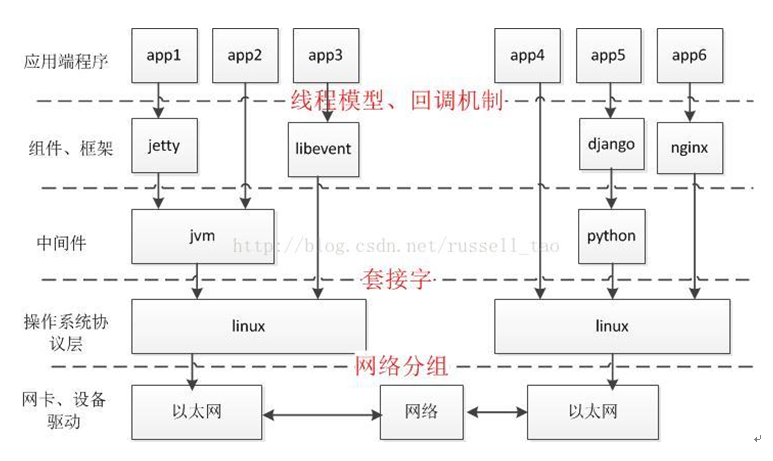 应用端程序 app1 app2 app3 app4 app5 app6
线程模型、回调机制
组件、框架 jetty libevent django nginx
中间件 jvm python
http://blog.csdn.net/russell_tao
套接字
操作系统协
议层 linux linux
网络分组
网卡、设备
驱动 以太网 网络 以太网